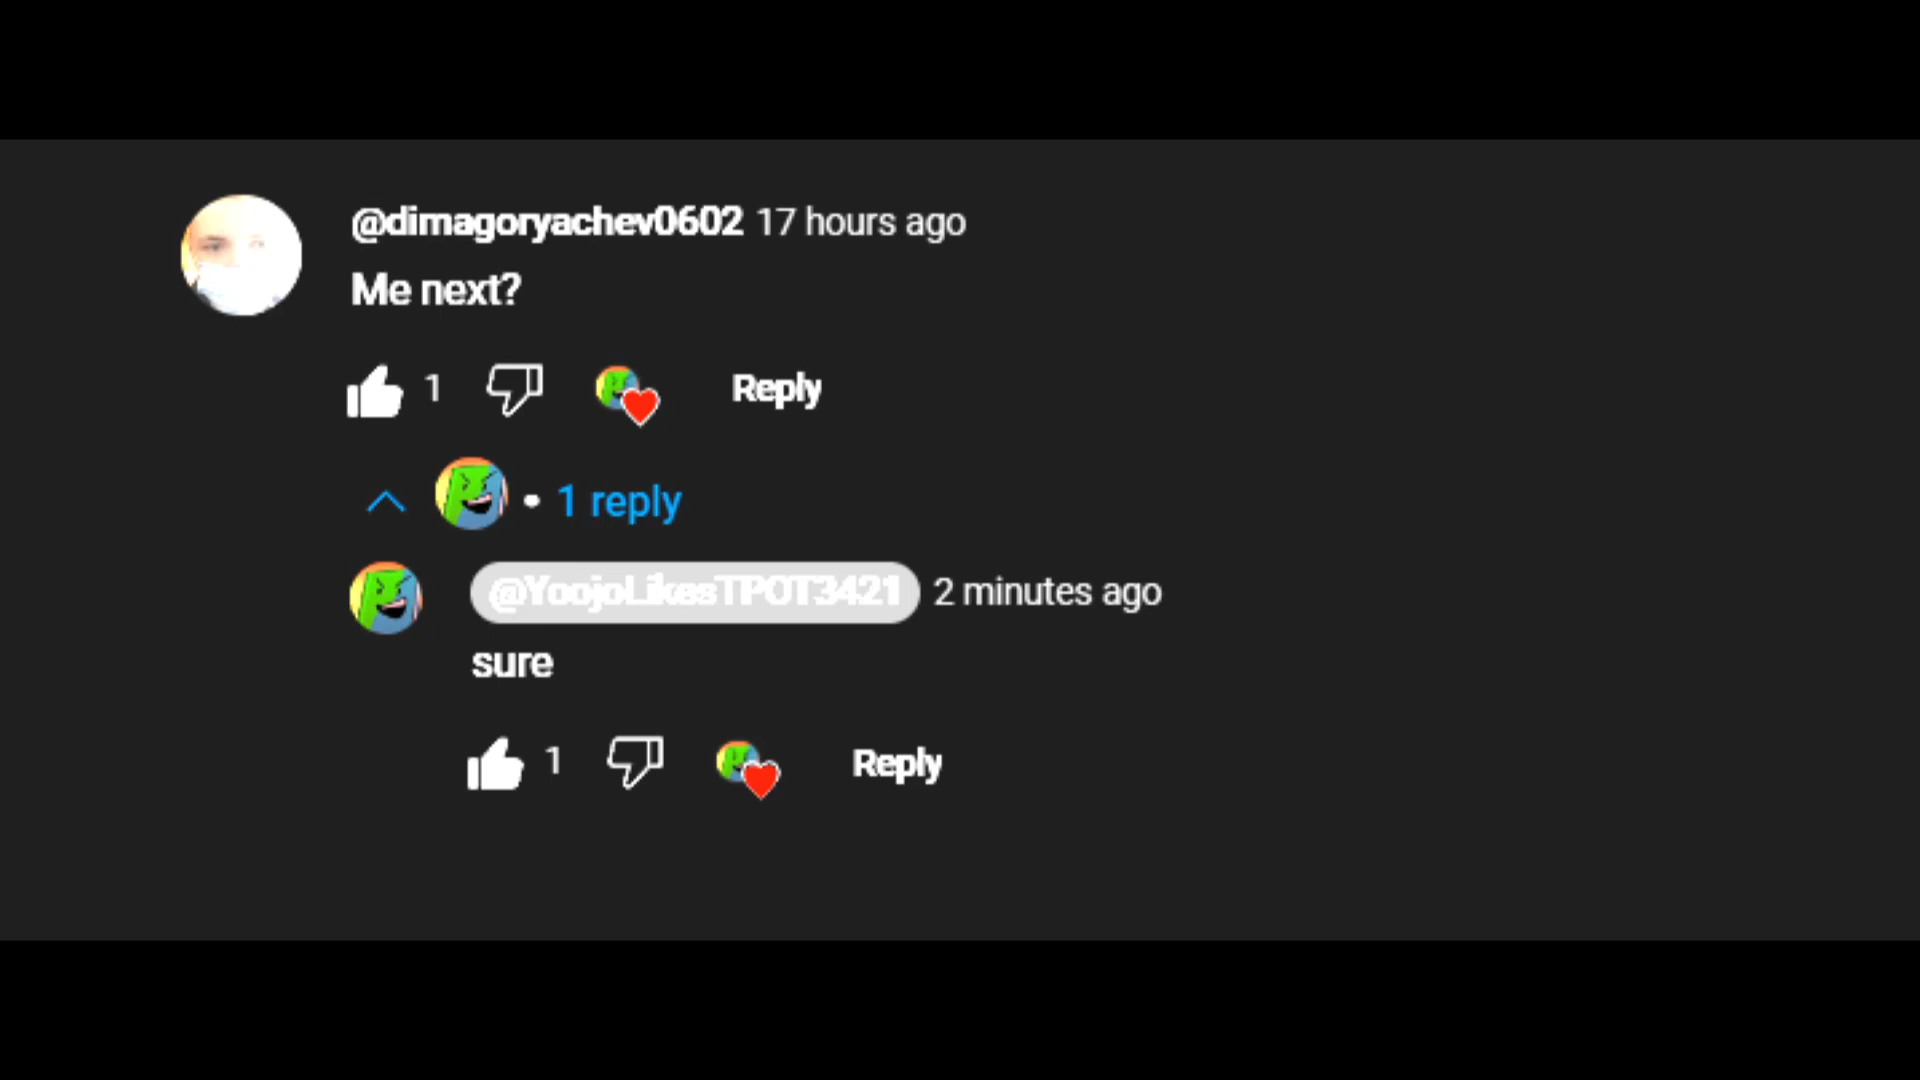 @dimagoryachev0602 17 hours ago
Me next?
1 Reply
1 reply
@YoojoLikesTPOT3421 2 minutes ago
sure
1 Reply